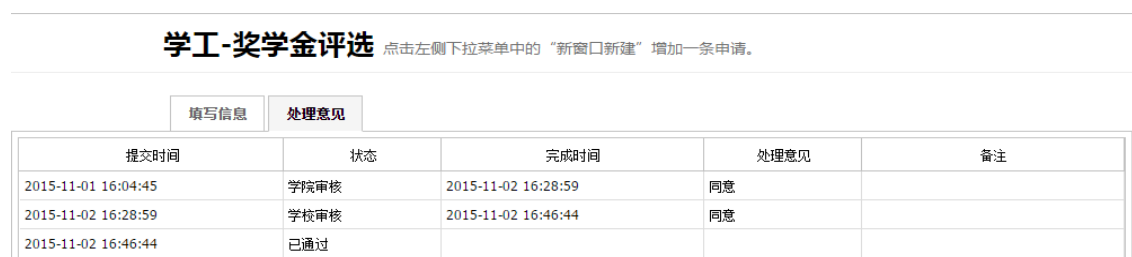 学工-奖学金评选 点击左侧下拉菜单中的“新窗口新建”增加一条申请。
填写信息 处理意见
提交时间 状态 完成时间 处理意见 备注
2015-11-01 16:04:45 学院审核 2015-11-02 16:28:59 同意
2015-11-02 16:28:59 学校审核 2015-11-02 16:46:44 同意
2015-11-02 16:46:44 已通过